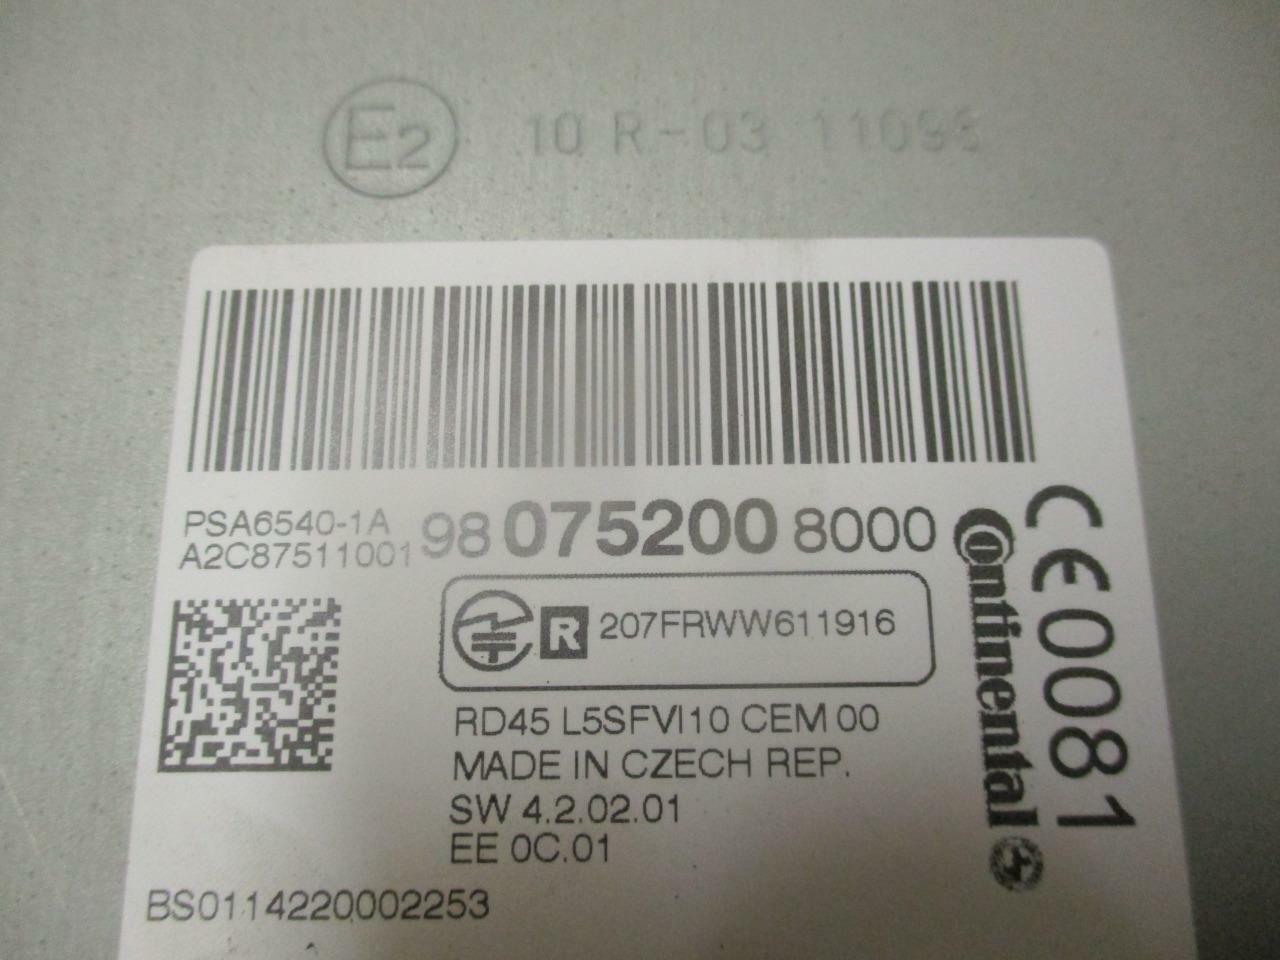 E2 10 R-03 11096
PSA6540-1A
A2C87511001
98 075200 8000
R 207FRWW611916
RD45 L5SFVI10 CEM 00
MADE IN CZECH REP.
SW 4.2.02.01
EE 0C.01
BS0114220002253
Continental
CE0081